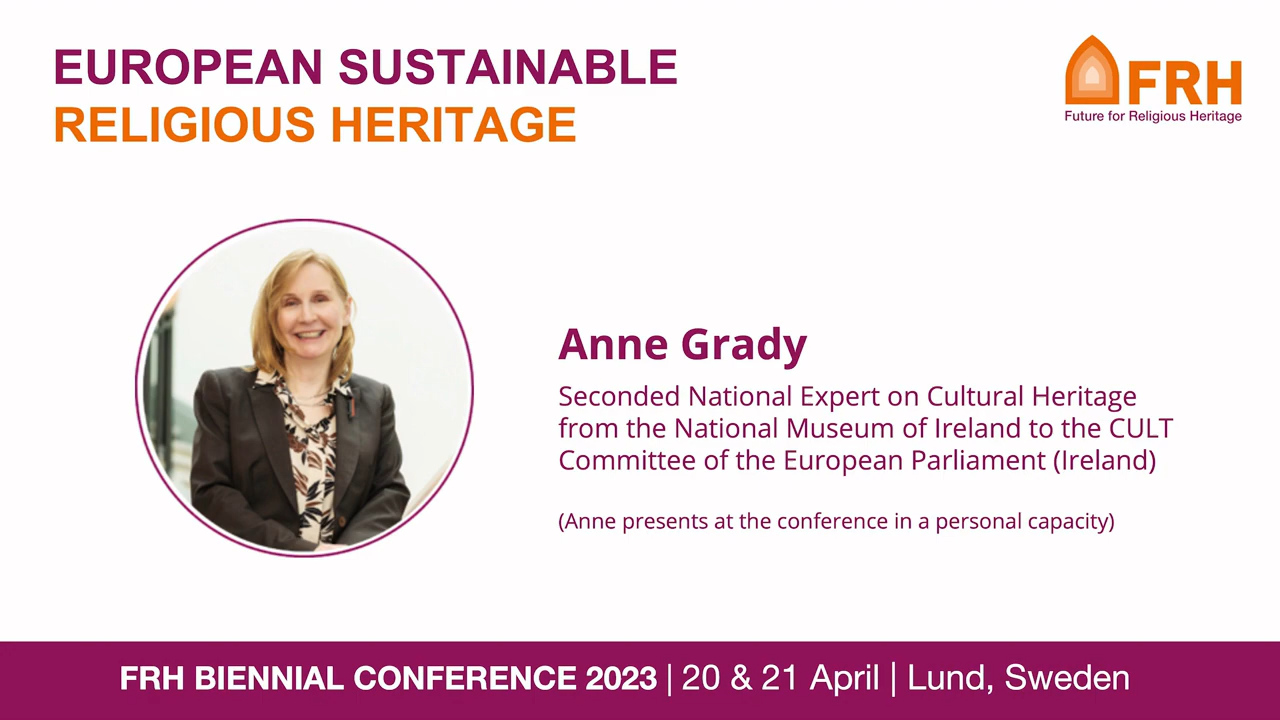 EUROPEAN SUSTAINABLE
RELIGIOUS HERITAGE
FRH
Future for Religious Heritage
Anne Grady
Seconded National Expert on Cultural Heritage
from the National Museum of Ireland to the CULT
Committee of the European Parliament (Ireland)
(Anne presents at the conference in a personal capacity)
FRH BIENNIAL CONFERENCE 2023 | 20 & 21 April | Lund, Sweden